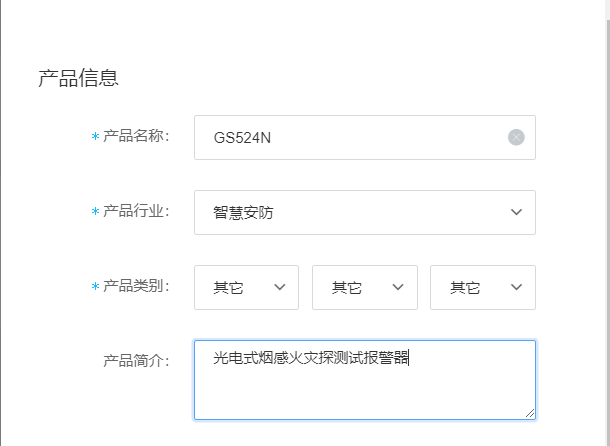 产品信息
* 产品名称： GS524N
* 产品行业： 智慧安防
* 产品类别： 其它 其它 其它
产品简介： 光电式烟感火灾探测试报警器